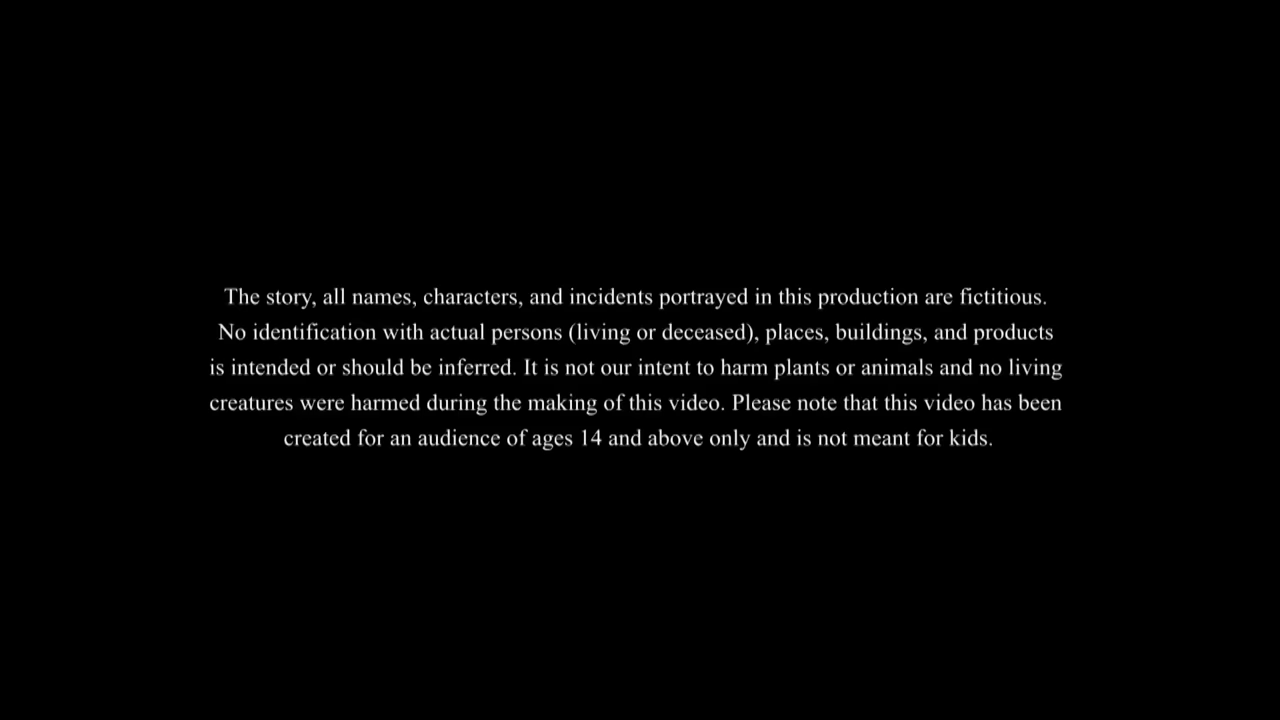 The story, all names, characters, and incidents portrayed in this production are fictitious.
No identification with actual persons (living or deceased), places, buildings, and products
is intended or should be inferred. It is not our intent to harm plants or animals and no living
creatures were harmed during the making of this video. Please note that this video has been
created for an audience of ages 14 and above only and is not meant for kids.